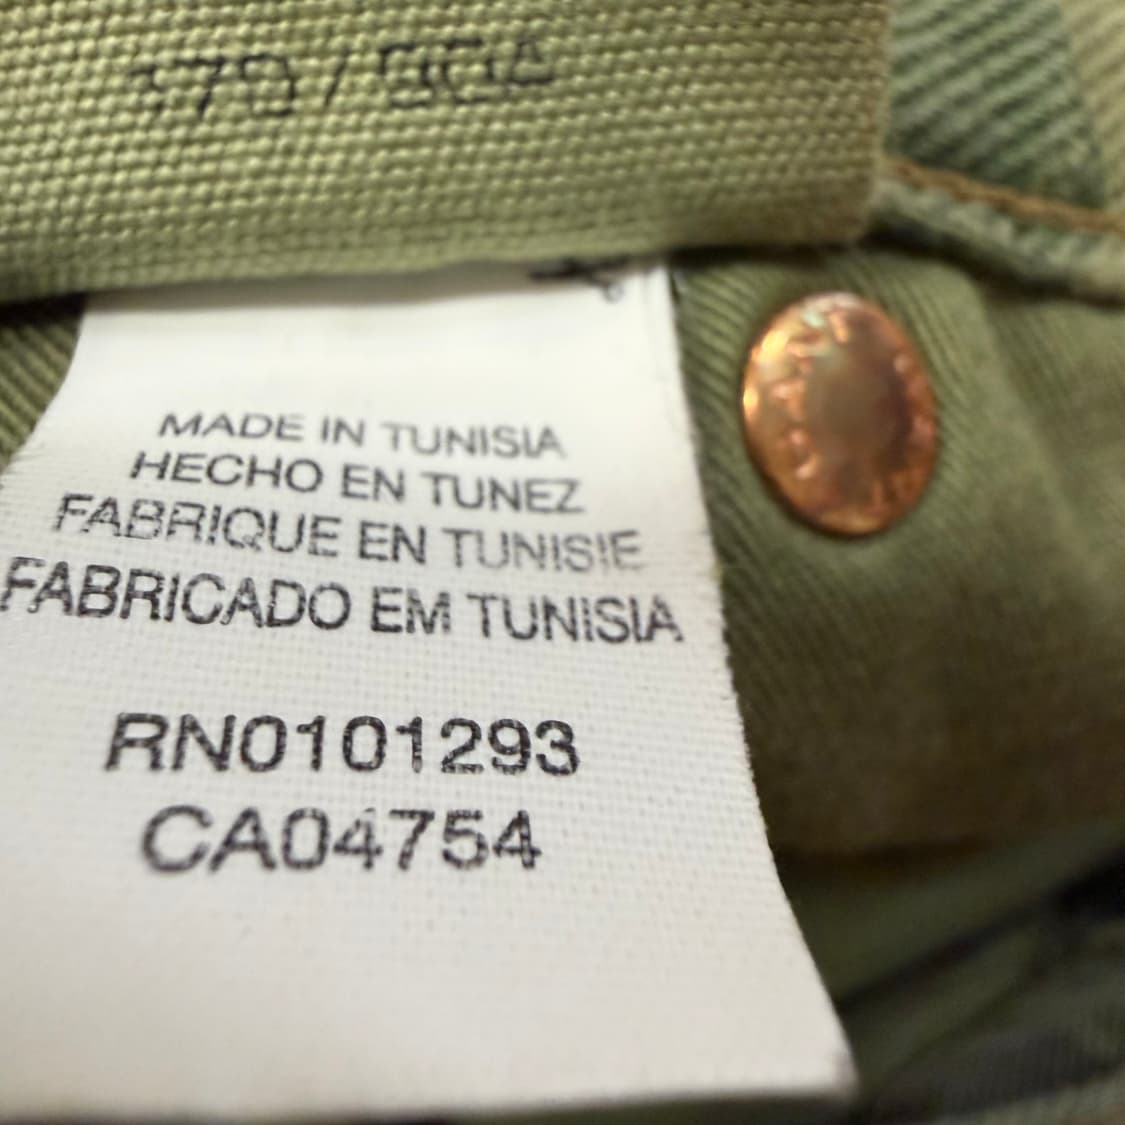 MADE IN TUNISIA
HECHO EN TUNEZ
FABRIQUE EN TUNISIE
FABRICADO EM TUNISIA
RN0101293
CA04754